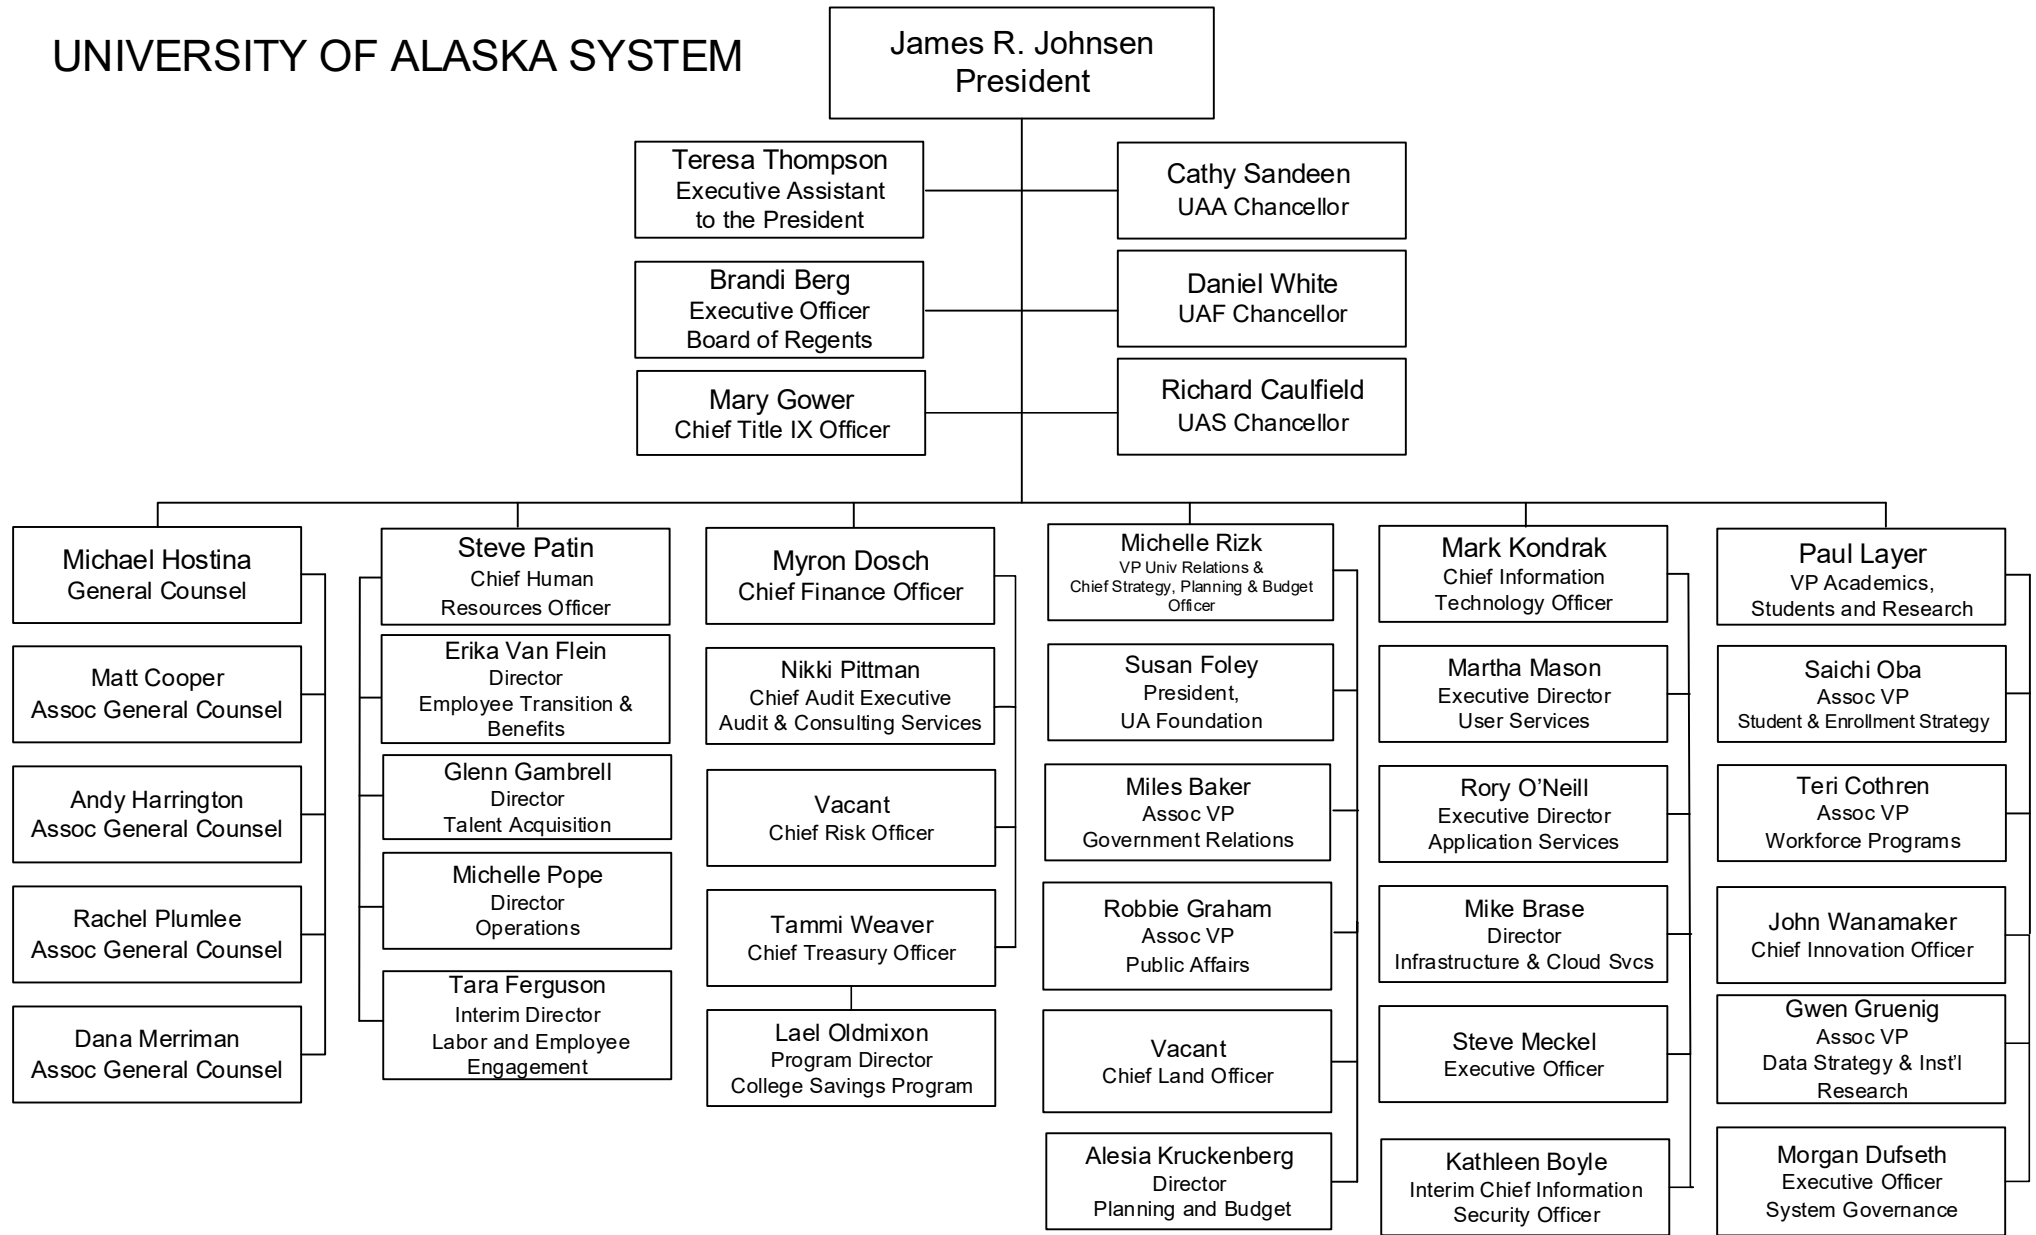 UNIVERSITY OF ALASKA SYSTEM
James R. Johnsen
President
Teresa Thompson
Executive Assistant
to the President
Cathy Sandeen
UAA Chancellor
Brandi Berg
Executive Officer
Board of Regents
Daniel White
UAF Chancellor
Mary Gower
Chief Title IX Officer
Richard Caulfield
UAS Chancellor
Michael Hostina
General Counsel
Matt Cooper
Assoc General Counsel
Andy Harrington
Assoc General Counsel
Rachel Plumlee
Assoc General Counsel
Dana Merriman
Assoc General Counsel
Steve Patin
Chief Human
Resources Officer
Erika Van Flein
Director
Employee Transition &
Benefits
Glenn Gambrell
Director
Talent Acquisition
Michelle Pope
Director
Operations
Tara Ferguson
Interim Director
Labor and Employee
Engagement
Myron Dosch
Chief Finance Officer
Nikki Pittman
Chief Audit Executive
Audit & Consulting Services
Vacant
Chief Risk Officer
Tammi Weaver
Chief Treasury Officer
Lael Oldmixon
Program Director
College Savings Program
Michelle Rizk
VP Univ Relations &
Chief Strategy, Planning & Budget
Officer
Susan Foley
President,
UA Foundation
Miles Baker
Assoc VP
Government Relations
Robbie Graham
Assoc VP
Public Affairs
Vacant
Chief Land Officer
Alesia Kruckenberg
Director
Planning and Budget
Mark Kondrak
Chief Information
Technology Officer
Martha Mason
Executive Director
User Services
Rory O’Neill
Executive Director
Application Services
Mike Brase
Director
Infrastructure & Cloud Svcs
Steve Meckel
Executive Officer
Kathleen Boyle
Interim Chief Information
Security Officer
Paul Layer
VP Academics,
Students and Research
Saichi Oba
Assoc VP
Student & Enrollment Strategy
Teri Cothren
Assoc VP
Workforce Programs
John Wanamaker
Chief Innovation Officer
Gwen Gruenig
Assoc VP
Data Strategy & Inst’l
Research
Morgan Dufseth
Executive Officer
System Governance